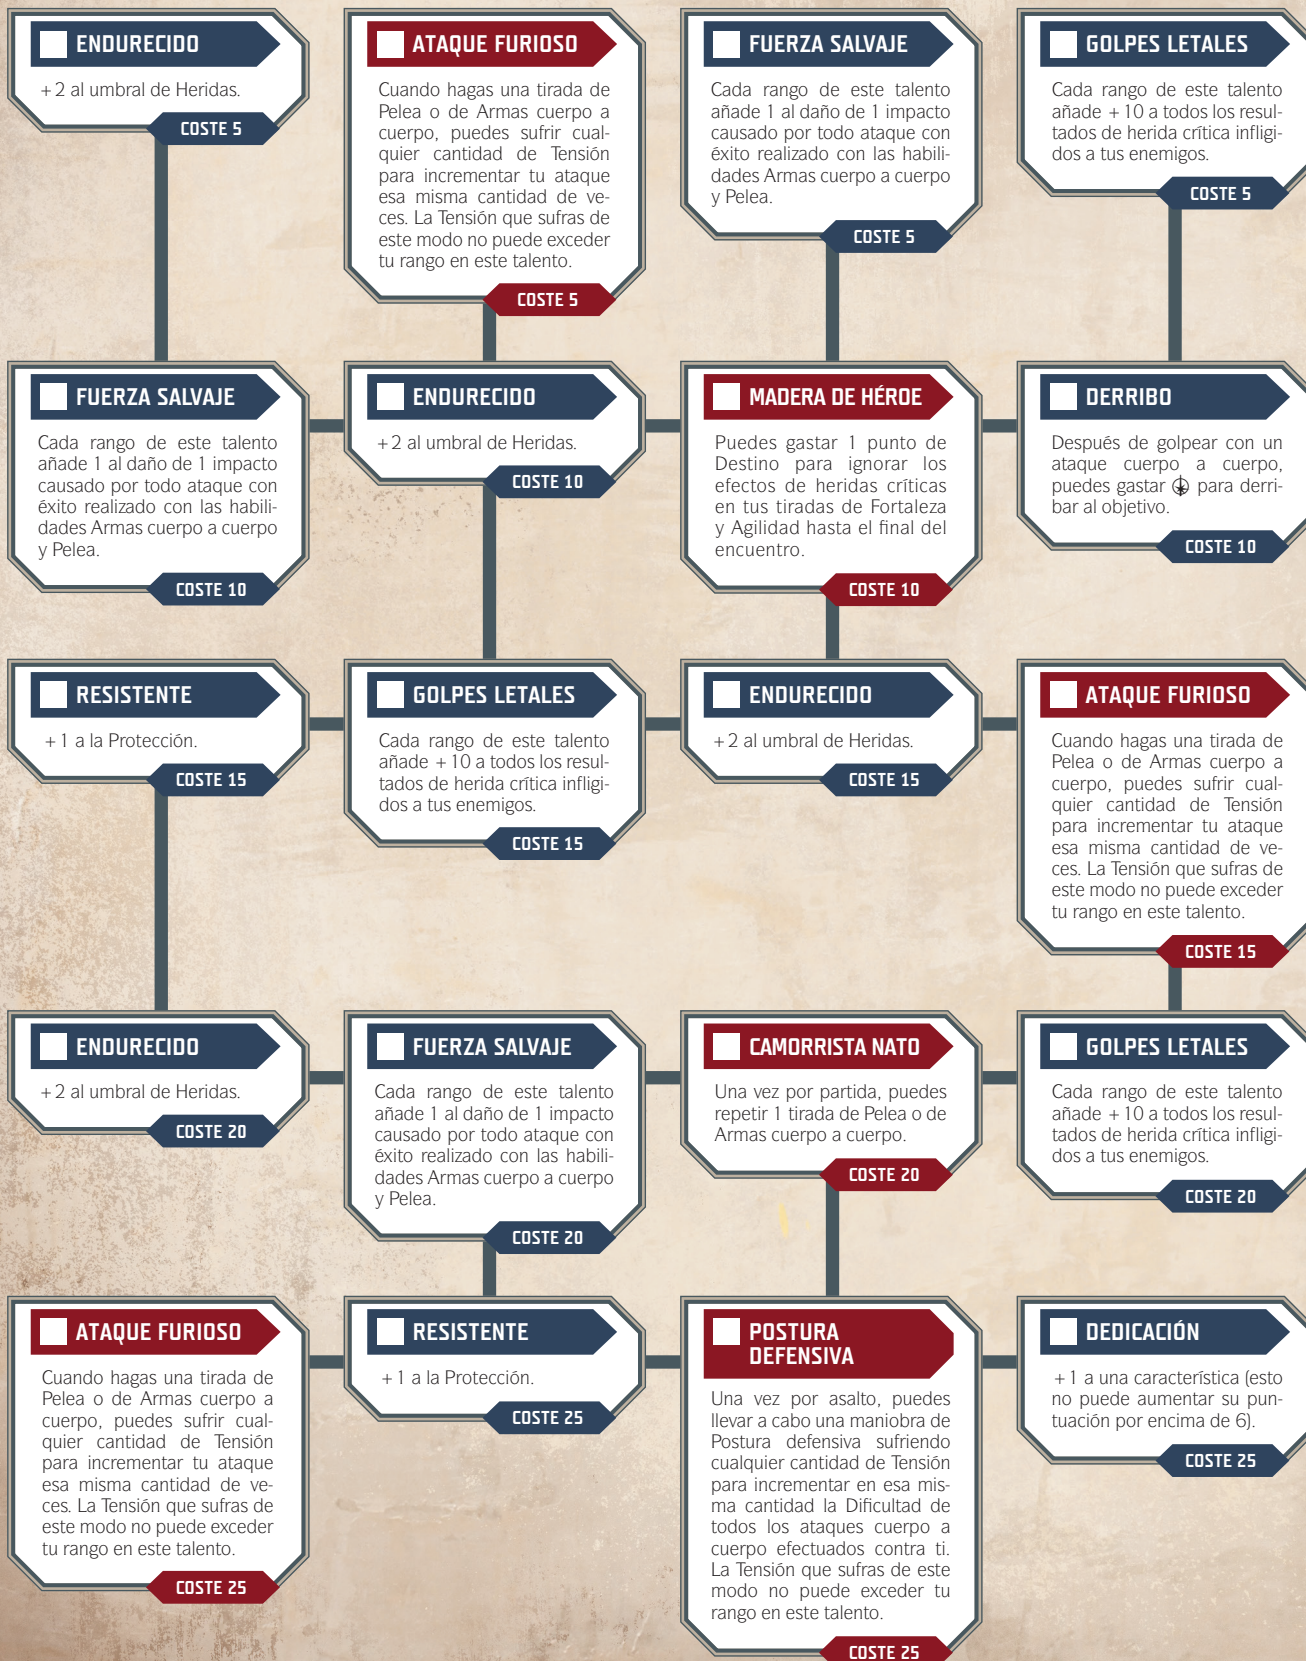 ENDURECIDO
+2 al umbral de Heridas.
COSTE 5
ATAQUE FURIOSO
Cuando hagas una tirada de
Pelea o de Armas cuerpo a
cuerpo, puedes sufrir cual-
quier cantidad de Tensión
para incrementar tu ataque
esa misma cantidad de ve-
ces. La Tensión que sufras de
este modo no puede exceder
tu rango en este talento.
COSTE 5
FUERZA SALVAJE
Cada rango de este talento
añade 1 al daño de 1 impacto
causado por todo ataque con
éxito realizado con las habili-
dades Armas cuerpo a cuerpo
y Pelea.
COSTE 5
GOLPES LETALES
Cada rango de este talento
añade +10 a todos los resul-
tados de herida crítica infligi-
dos a tus enemigos.
COSTE 5
FUERZA SALVAJE
Cada rango de este talento
añade 1 al daño de 1 impacto
causado por todo ataque con
éxito realizado con las habili-
dades Armas cuerpo a cuerpo
y Pelea.
COSTE 10
ENDURECIDO
+2 al umbral de Heridas.
COSTE 10
MADERA DE HÉROE
Puedes gastar 1 punto de
Destino para ignorar los
efectos de heridas críticas
en tus tiradas de Fortaleza
y Agilidad hasta el final del
encuentro.
COSTE 10
DERRIBO
Después de golpear con un
ataque cuerpo a cuerpo,
puedes gastar para derri-
bar al objetivo.
COSTE 10
RESISTENTE
+1 a la Protección.
COSTE 15
GOLPES LETALES
Cada rango de este talento
añade +10 a todos los resul-
tados de herida crítica infligi-
dos a tus enemigos.
COSTE 15
ENDURECIDO
+2 al umbral de Heridas.
COSTE 15
ATAQUE FURIOSO
Cuando hagas una tirada de
Pelea o de Armas cuerpo a
cuerpo, puedes sufrir cual-
quier cantidad de Tensión
para incrementar tu ataque
esa misma cantidad de ve-
ces. La Tensión que sufras de
este modo no puede exceder
tu rango en este talento.
COSTE 15
ENDURECIDO
+2 al umbral de Heridas.
COSTE 20
FUERZA SALVAJE
Cada rango de este talento
añade 1 al daño de 1 impacto
causado por todo ataque con
éxito realizado con las habili-
dades Armas cuerpo a cuerpo
y Pelea.
COSTE 20
CAMORRISTA NATO
Una vez por partida, puedes
repetir 1 tirada de Pelea o de
Armas cuerpo a cuerpo.
COSTE 20
GOLPES LETALES
Cada rango de este talento
añade +10 a todos los resul-
tados de herida crítica infligi-
dos a tus enemigos.
COSTE 20
ATAQUE FURIOSO
Cuando hagas una tirada de
Pelea o de Armas cuerpo a
cuerpo, puedes sufrir cual-
quier cantidad de Tensión
para incrementar tu ataque
esa misma cantidad de ve-
ces. La Tensión que sufras de
este modo no puede exceder
tu rango en este talento.
COSTE 25
RESISTENTE
+1 a la Protección.
COSTE 25
POSTURA
DEFENSIVA
Una vez por asalto, puedes
llevar a cabo una maniobra de
Postura defensiva sufriendo
cualquier cantidad de Tensión
para incrementar en esa mis-
ma cantidad la Dificultad de
todos los ataques cuerpo a
cuerpo efectuados contra ti.
La Tensión que sufras de este
modo no puede exceder tu
rango en este talento.
COSTE 25
DEDICACIÓN
+1 a una característica (esto
no puede aumentar su pun-
tuación por encima de 6).
COSTE 25